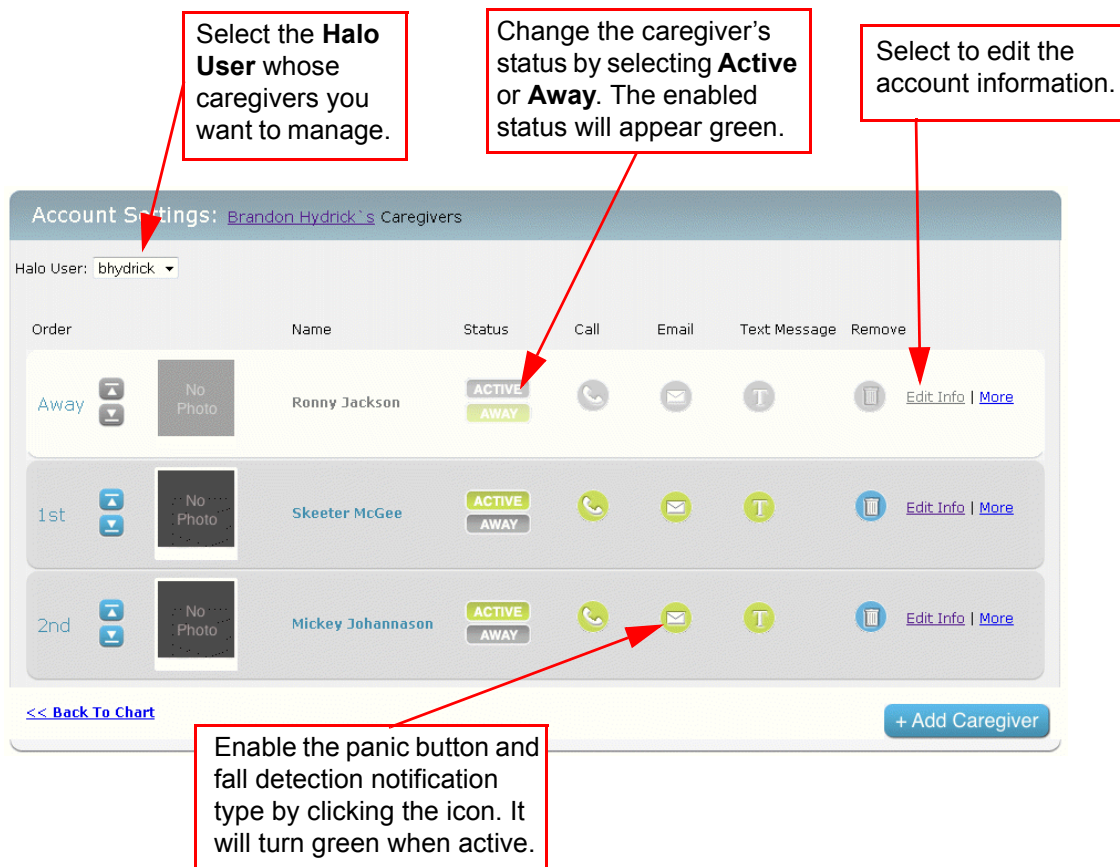 Select the Halo
User whose
caregivers you
want to manage.
Change the caregiver’s
status by selecting Active
or Away. The enabled
status will appear green.
Select to edit the
account information.
Account Settings: Brandon Hydrick`s Caregivers
Halo User: bhydrick
Order Name Status Call Email Text Message Remove
Away No Photo Ronny Jackson ACTIVE AWAY T Edit Info | More
1st No Photo Skeeter McGee ACTIVE AWAY T Edit Info | More
2nd No Photo Mickey Johannason ACTIVE AWAY T Edit Info | More
<< Back To Chart
+ Add Caregiver
Enable the panic button and
fall detection notification
type by clicking the icon. It
will turn green when active.